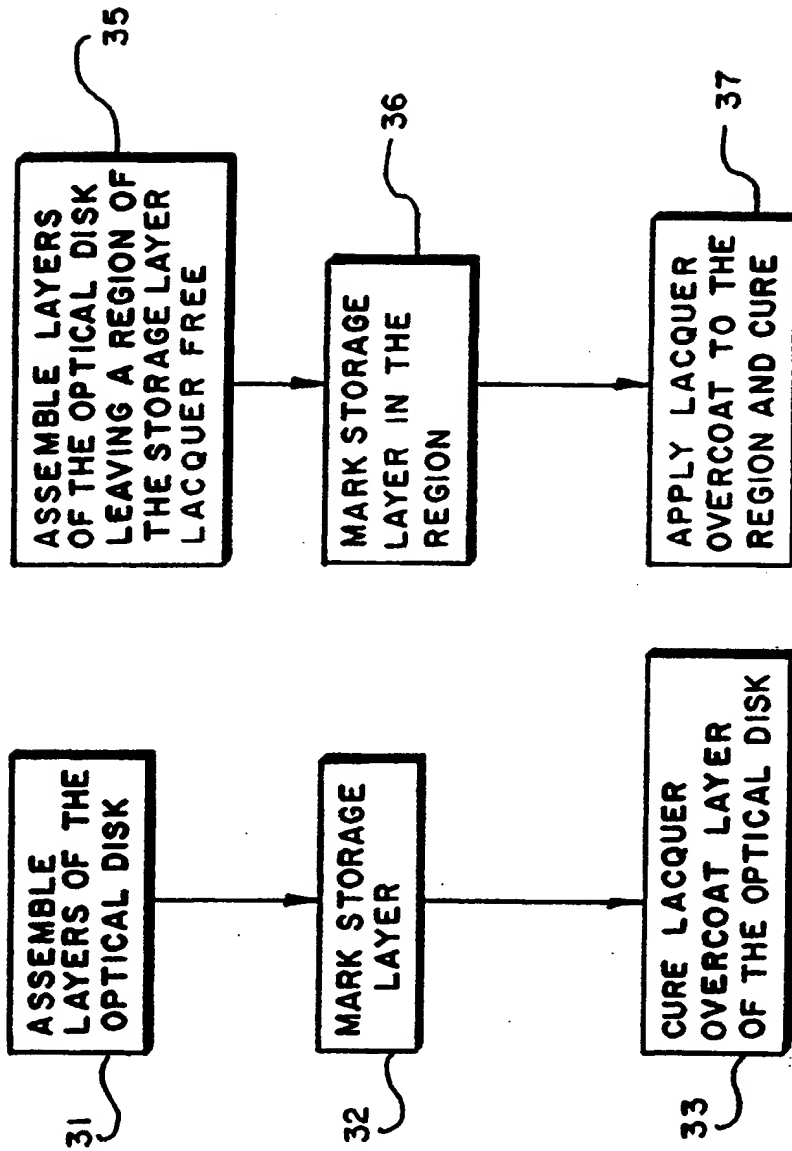 31
ASSEMBLE
LAYERS OF THE
OPTICAL DISK
32
MARK STORAGE
LAYER
33
CURE LACQUER
OVERCOAT LAYER
OF THE OPTICAL DISK
35
ASSEMBLE LAYERS
OF THE OPTICAL DISK
LEAVING A REGION OF
THE STORAGE LAYER
LACQUER FREE
36
MARK STORAGE
LAYER IN THE
REGION
37
APPLY LACQUER
OVERCOAT TO THE
REGION AND CURE